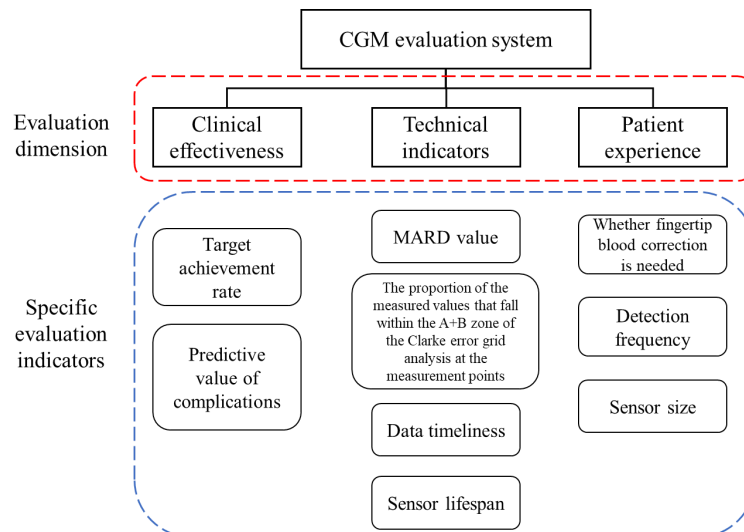 CGM evaluation system
Evaluation
dimension
Clinical
effectiveness
Technical
indicators
Patient
experience
Specific
evaluation
indicators
Target
achievement
rate
Predictive
value of
complications
MARD value
The proportion of the
measured values that fall
within the A+B zone of
the Clarke error grid
analysis at the
measurement points
Data timeliness
Sensor lifespan
Whether fingertip
blood correction
is needed
Detection
frequency
Sensor size